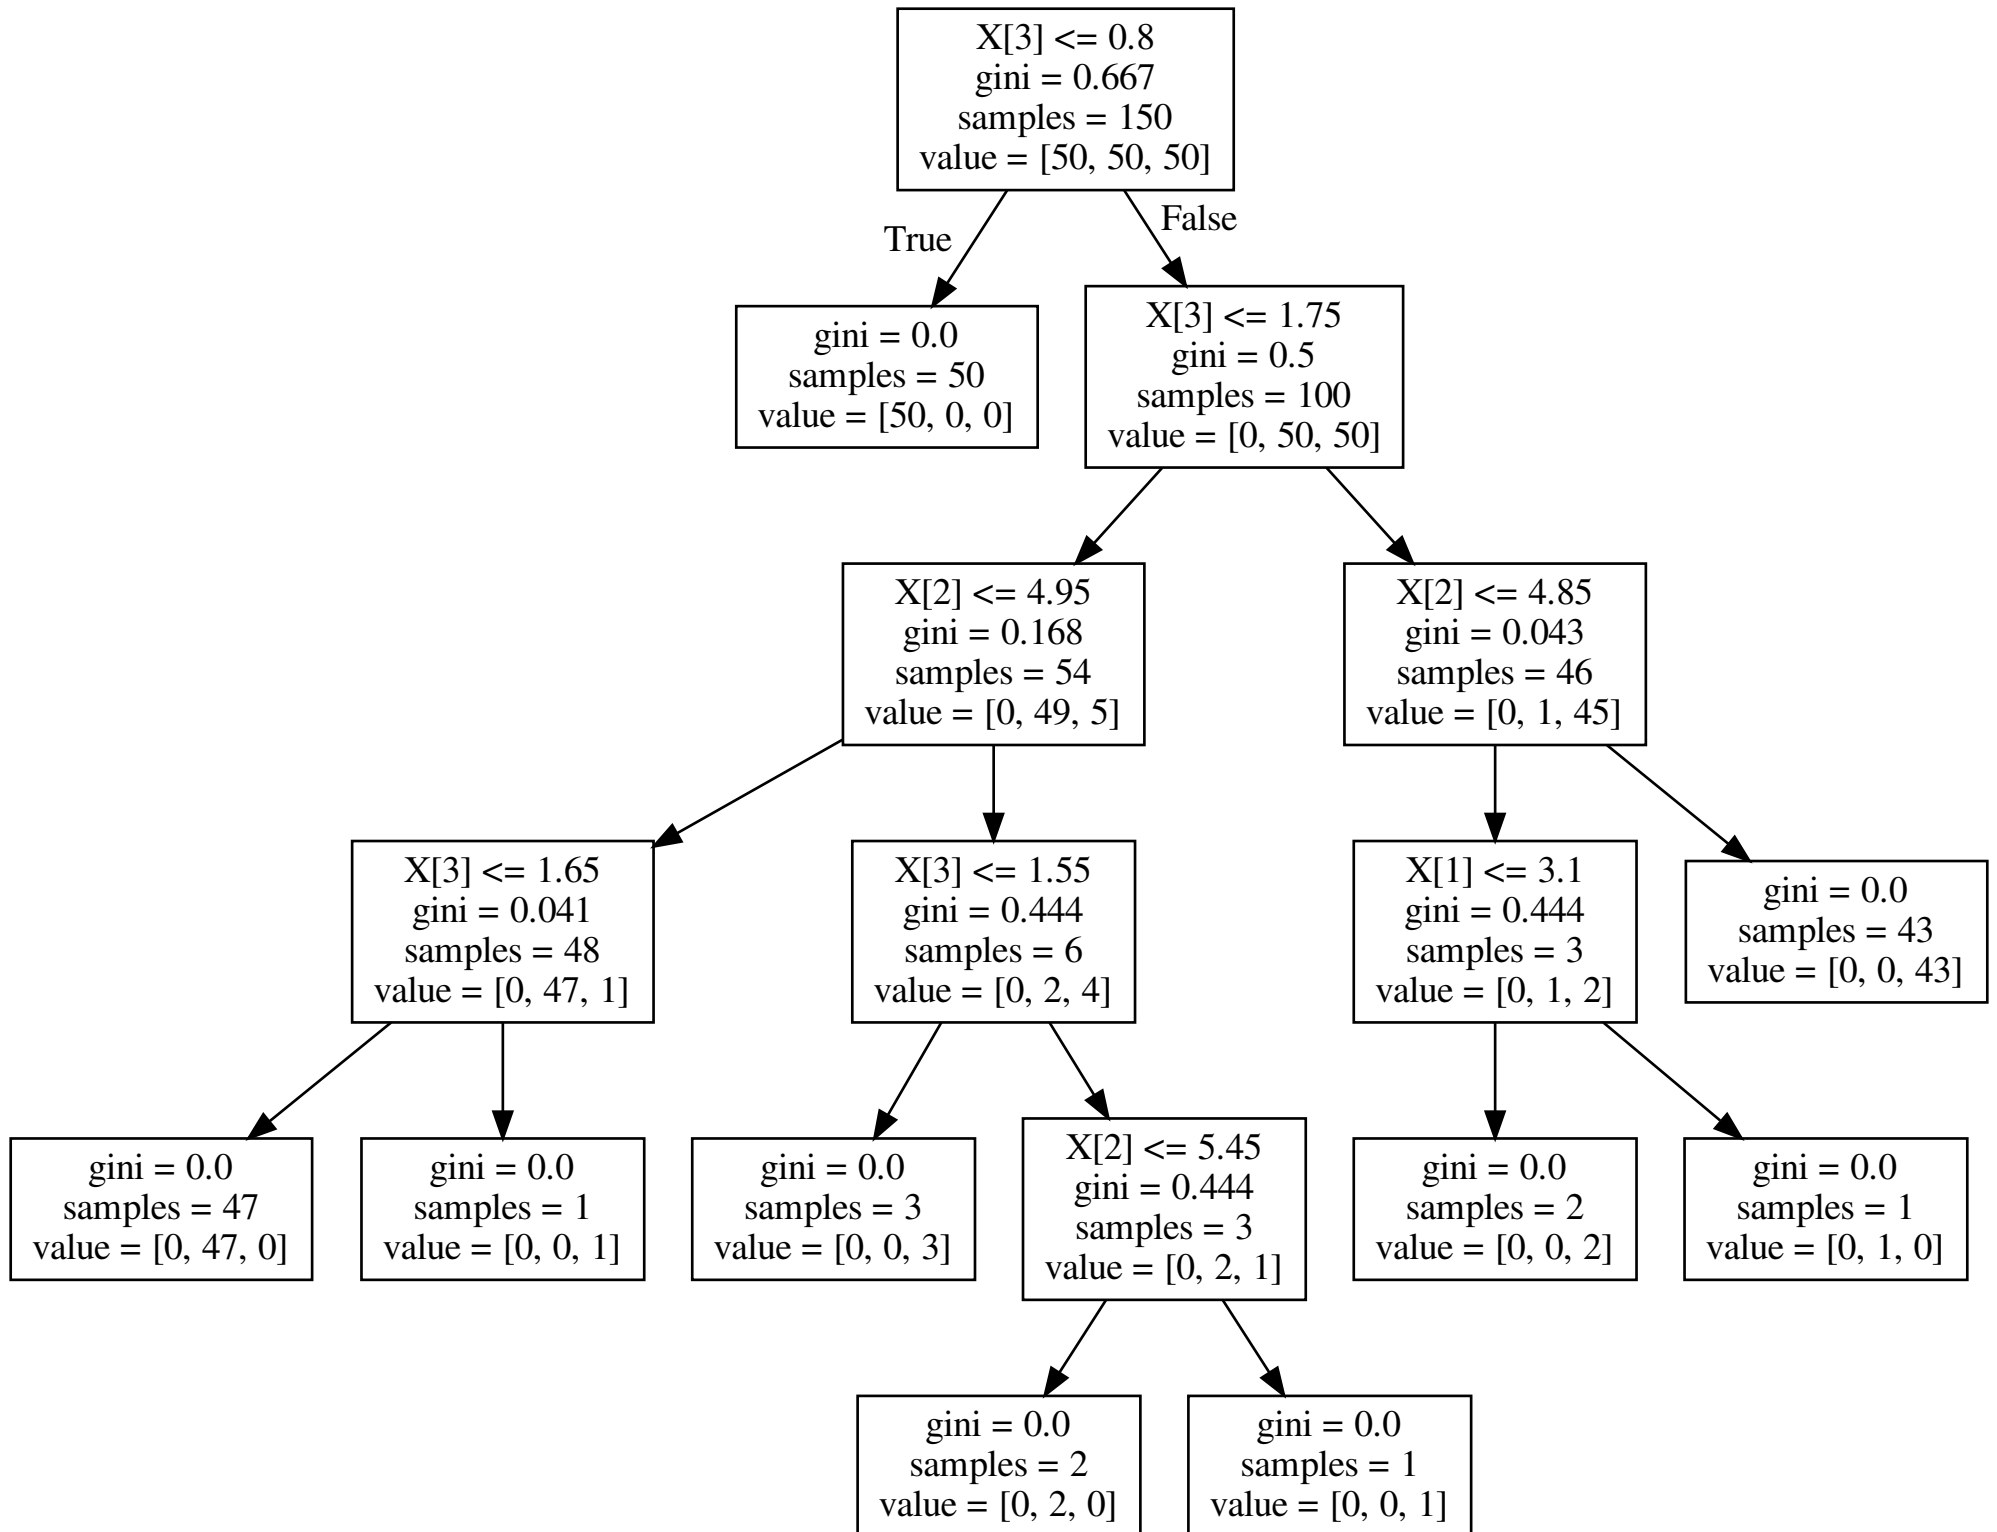 X[3] <= 0.8
gini = 0.667
samples = 150
value = [50, 50, 50]
True
False
gini = 0.0
samples = 50
value = [50, 0, 0]
X[3] <= 1.75
gini = 0.5
samples = 100
value = [0, 50, 50]
X[2] <= 4.95
gini = 0.168
samples = 54
value = [0, 49, 5]
X[2] <= 4.85
gini = 0.043
samples = 46
value = [0, 1, 45]
X[3] <= 1.65
gini = 0.041
samples = 48
value = [0, 47, 1]
X[3] <= 1.55
gini = 0.444
samples = 6
value = [0, 2, 4]
X[1] <= 3.1
gini = 0.444
samples = 3
value = [0, 1, 2]
gini = 0.0
samples = 43
value = [0, 0, 43]
gini = 0.0
samples = 47
value = [0, 47, 0]
gini = 0.0
samples = 1
value = [0, 0, 1]
gini = 0.0
samples = 3
value = [0, 0, 3]
X[2] <= 5.45
gini = 0.444
samples = 3
value = [0, 2, 1]
gini = 0.0
samples = 2
value = [0, 0, 2]
gini = 0.0
samples = 1
value = [0, 1, 0]
gini = 0.0
samples = 2
value = [0, 2, 0]
gini = 0.0
samples = 1
value = [0, 0, 1]